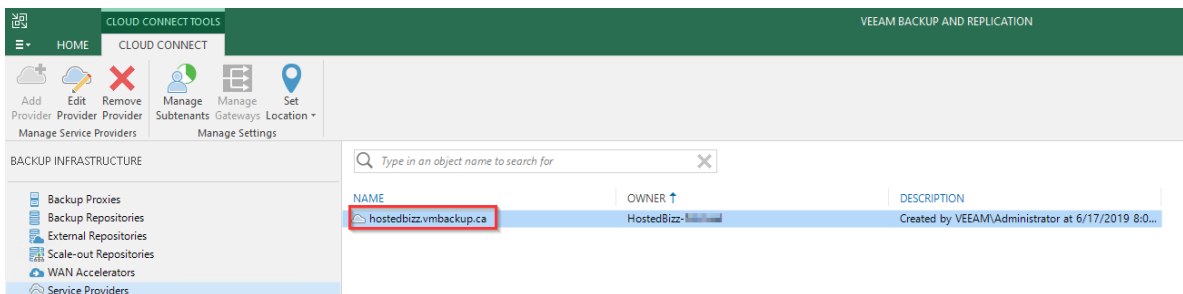 CLOUD CONNECT TOOLS
VEEAM BACKUP AND REPLICATION
HOME CLOUD CONNECT
Add Edit Remove Manage Manage Set
Provider Provider Provider Subtenants Gateways Location
Manage Service Providers Manage Settings
BACKUP INFRASTRUCTURE
Type in an object name to search for
NAME OWNER DESCRIPTION
hostedbizz.vmbackup.ca HostedBizz- Created by VEEAM\Administrator at 6/17/2019 8:0...
Backup Proxies
Backup Repositories
External Repositories
Scale-out Repositories
WAN Accelerators
Service Providers